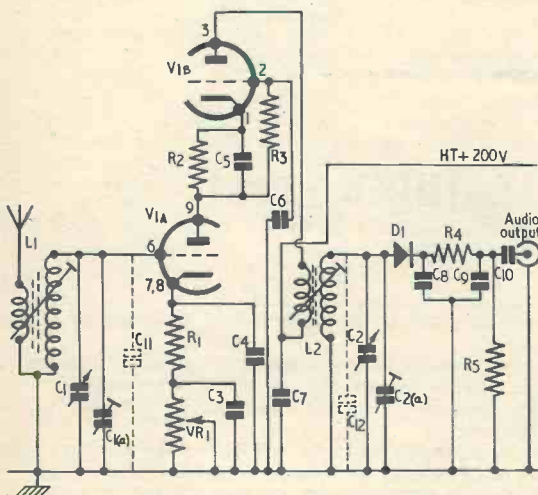 3
V1B
2
1
R2
C5
R3
HT+ 200V
9
C6
V1A
6
7,8
L1
D1
R4
Audio
output
C8
C9
C10
L2
C1
C1(a)
C11
R1
C4
C3
VR1
C7
C2
C2(a)
C12
R5